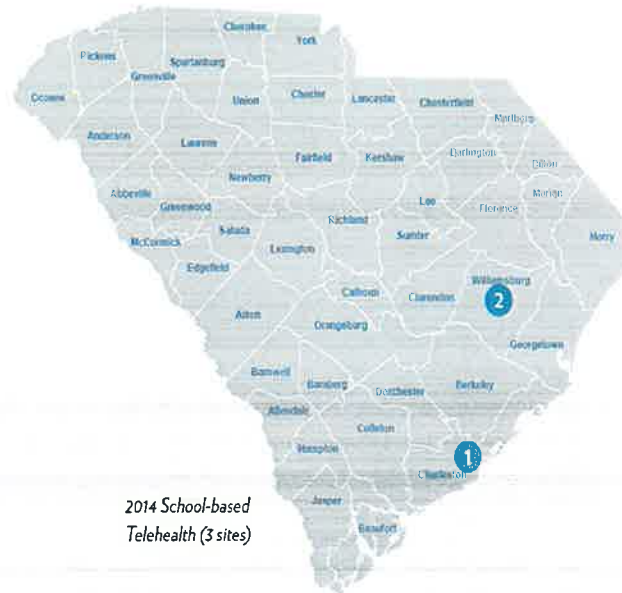 Cherokee
York
Pickens
Spartanburg
Greenville
Oconee
Union
Chester
Lancaster
Chesterfield
Marlboro
Anderson
Laurens
Darlington
Fairfield
Kershaw
Dillon
Newberry
Marion
Abbeville
Greenwood
Lee
Florence
Richland
Saluda
Sumter
Horry
McCormick
Lexington
Edgefield
Williamsburg
Calhoun
Clarendon
2
Aiken
Orangeburg
Georgetown
Barnwell
Bamberg
Dorchester
Berkeley
Allendale
Colleton
Hampton
1
Charleston
Jasper
2014 School-based
Telehealth (3 sites)
Beaufort